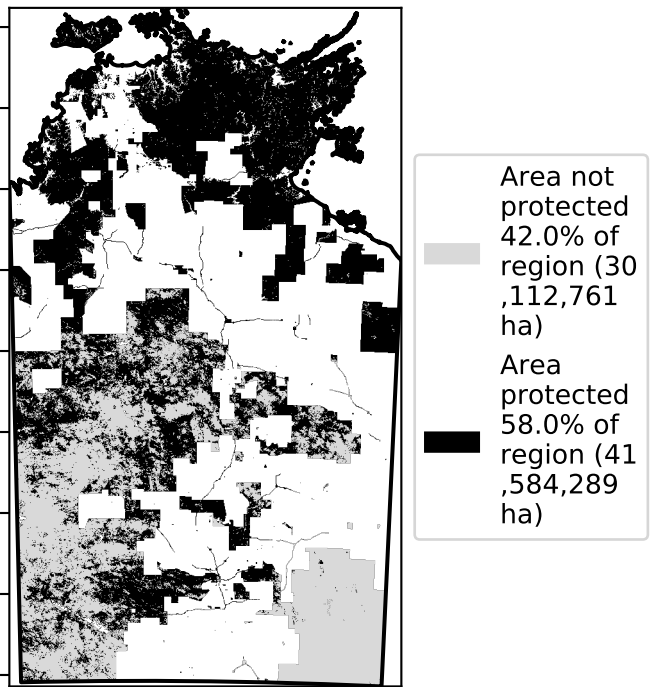 Area not
protected
42.0% of
region (30
,112,761
ha)
Area
protected
58.0% of
region (41
,584,289
ha)